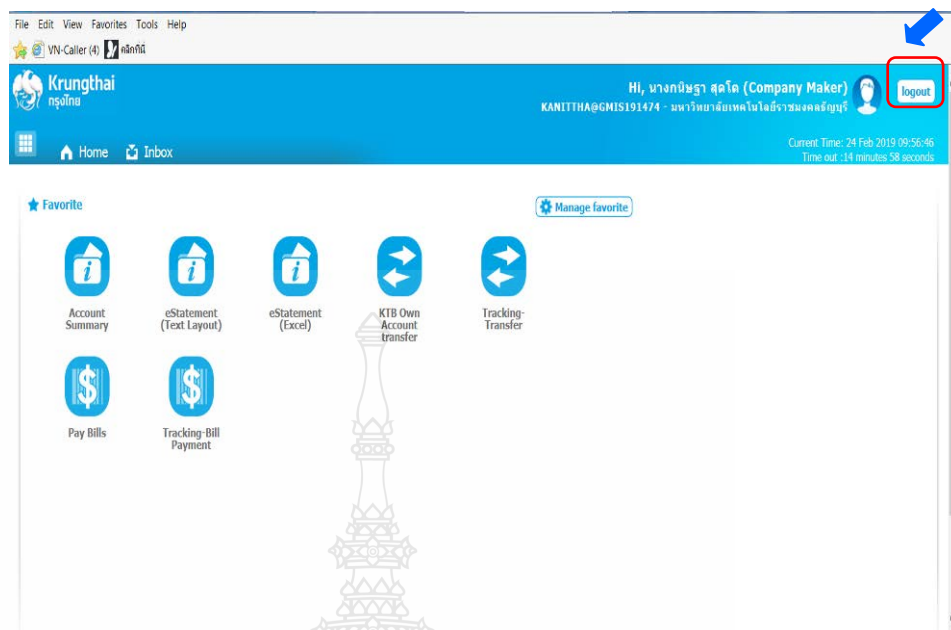 File Edit View Favorites Tools Help
VN-Caller (4) คลิกที่นี่
Krungthai
กรุงไทย
Hi, นางกนิษฐา สุดโต (Company Maker)
KANITTHA@GMIS191474 - มหาวิทยาลัยเทคโนโลยีราชมงคลธัญบุรี
logout
Home Inbox
Current Time: 24 Feb 2019 09:56:46
Time out :14 minutes 58 seconds
Favorite
Manage favorite
Account
Summary
eStatement
(Text Layout)
eStatement
(Excel)
KTB Own
Account
transfer
Tracking-
Transfer
Pay Bills
Tracking-Bill
Payment